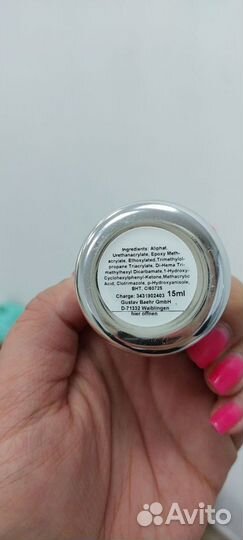 Ingredients: Aliphat.
Urethanacrylate, Epoxy Meth-
acrylate, Ethoxylated,Trimethylol-
propane Triacrylate, Di-Hema Tri-
methylhexyl Dicarbamate,1-Hydroxy-
Cyclohexylphenyl-Ketone,Methacrylic
Acid, Clotrimazole, p-Hydroxyanisole,
BHT, CI60725
Charge: 3431902403 15ml
Gustav Baehr GmbH
D-71332 Waiblingen
hier öffnen
Avito